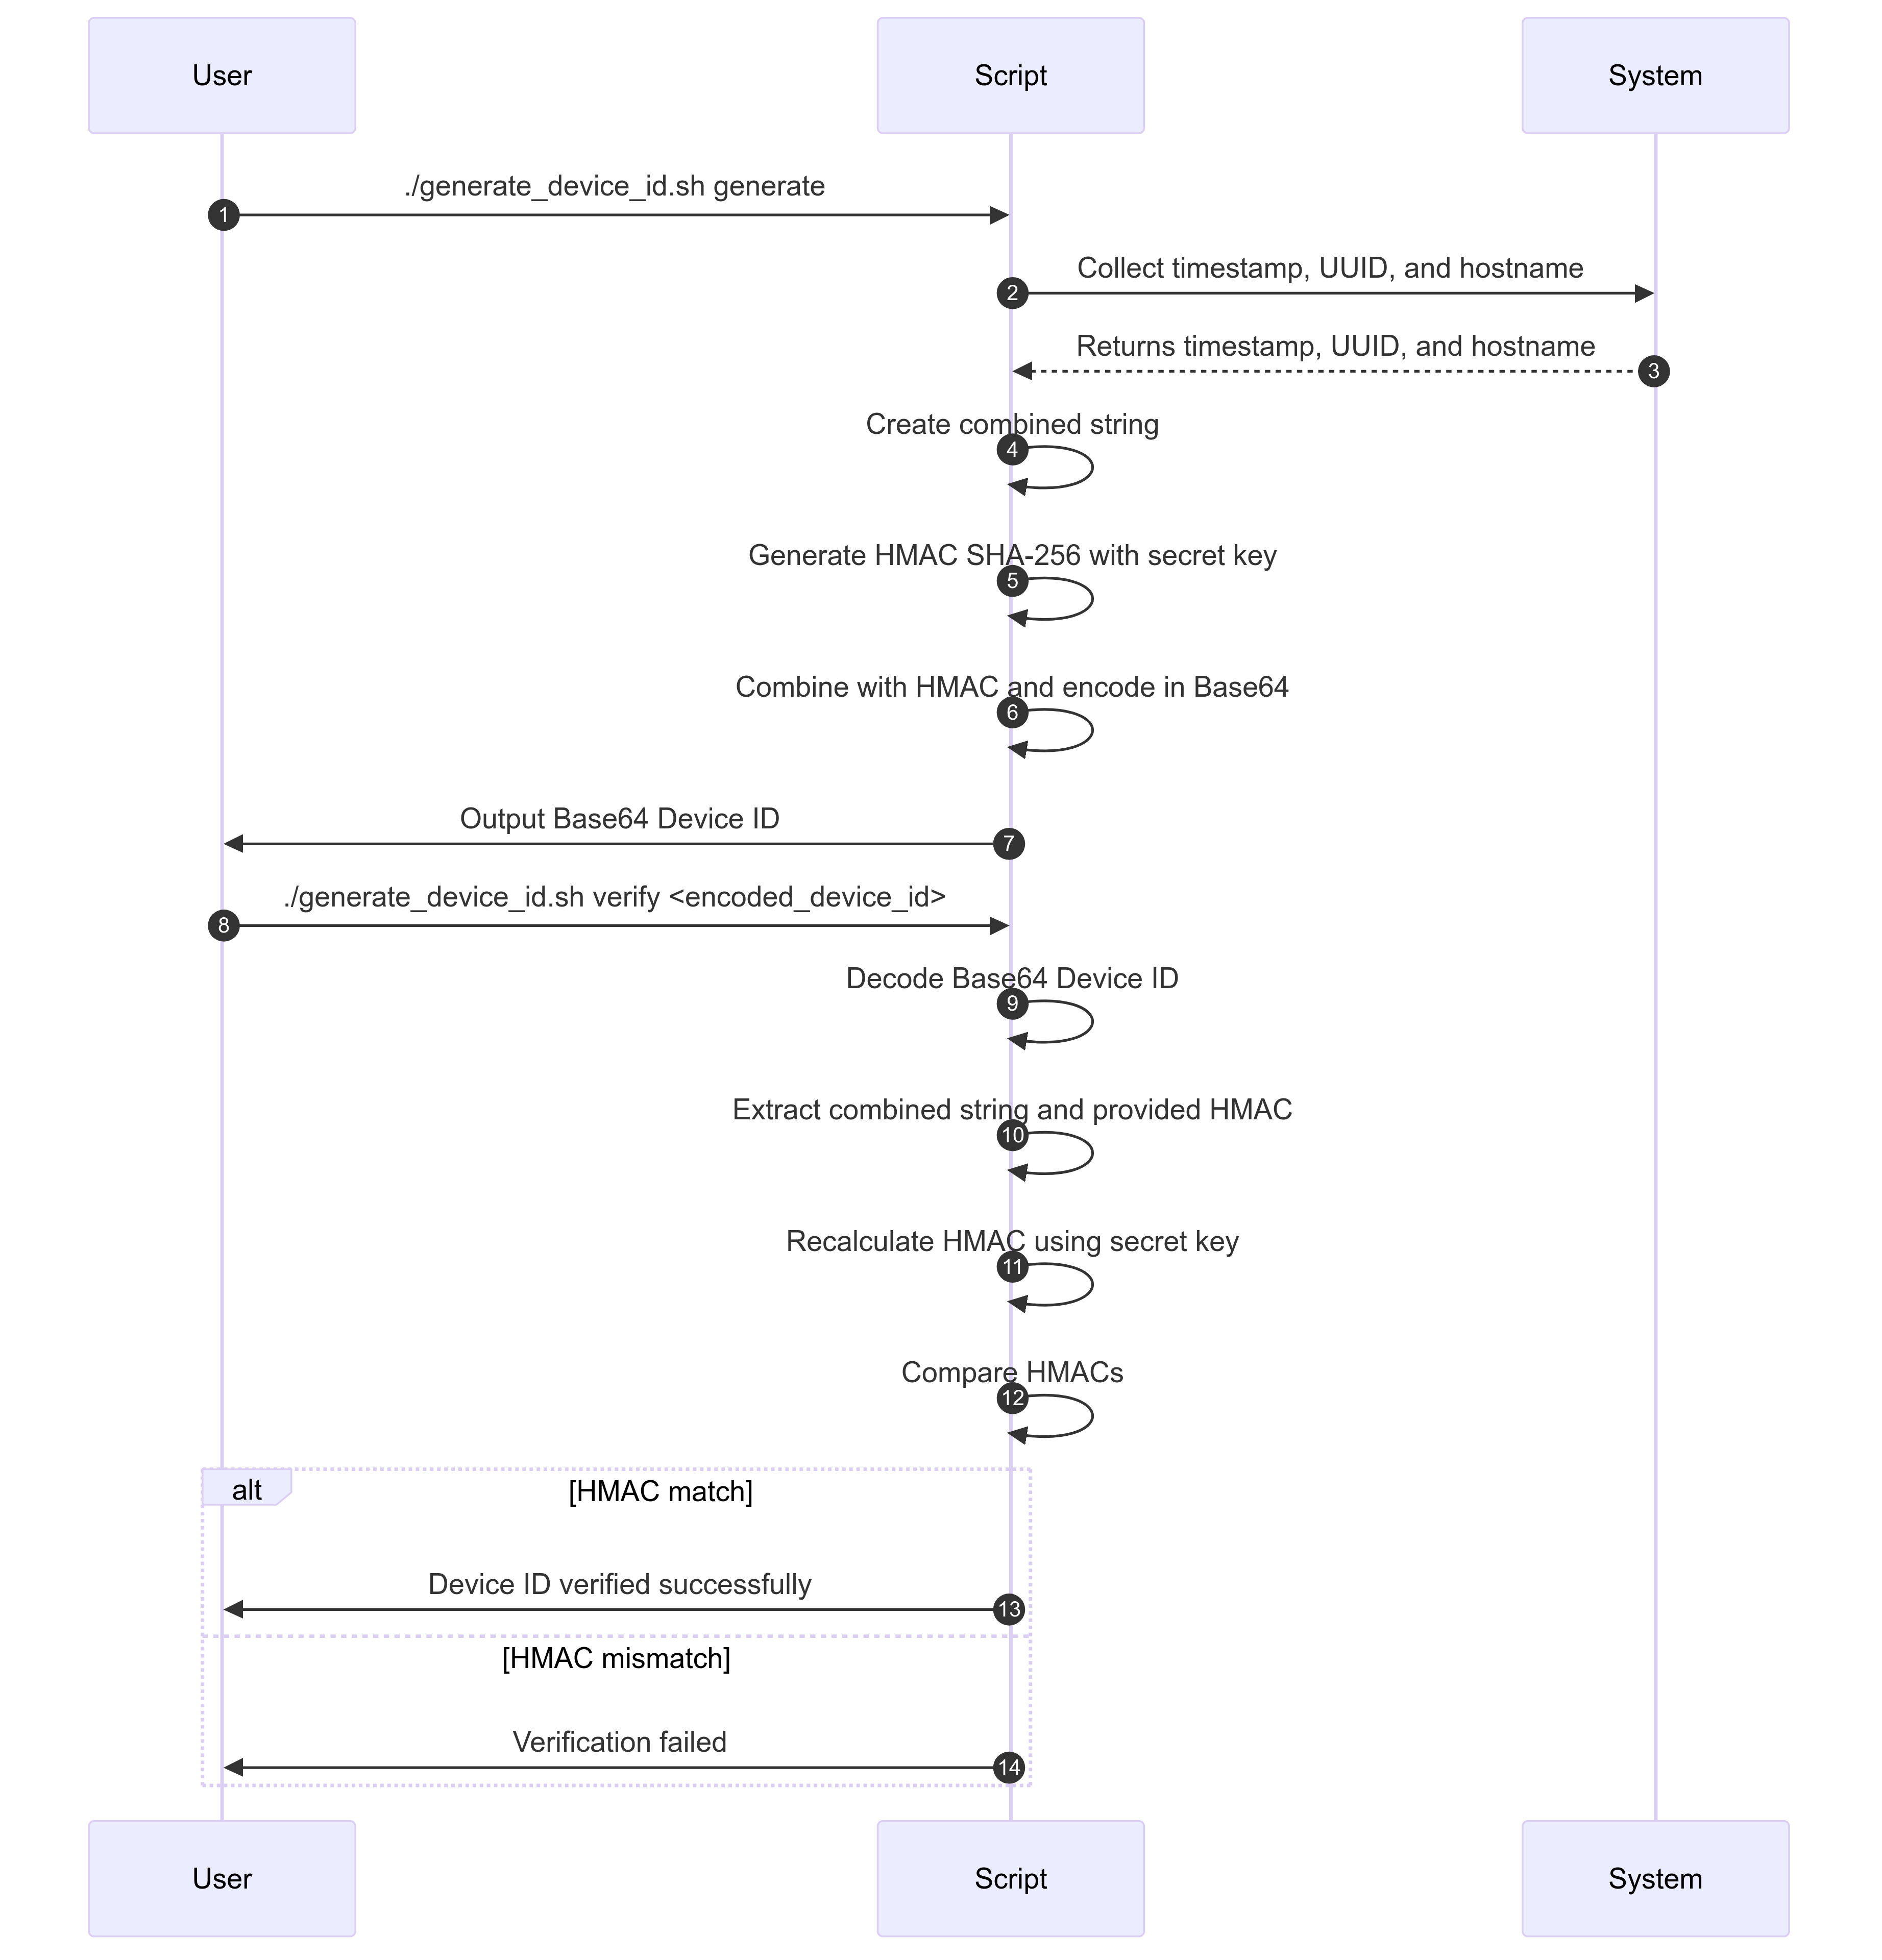 User
Script
System
./generate_device_id.sh generate
1
Collect timestamp, UUID, and hostname
2
Returns timestamp, UUID, and hostname
3
Create combined string
4
Generate HMAC SHA-256 with secret key
5
Combine with HMAC and encode in Base64
6
Output Base64 Device ID
7
./generate_device_id.sh verify <encoded_device_id>
8
Decode Base64 Device ID
9
Extract combined string and provided HMAC
10
Recalculate HMAC using secret key
11
Compare HMACs
12
alt
[HMAC match]
Device ID verified successfully
13
[HMAC mismatch]
Verification failed
14
User
Script
System